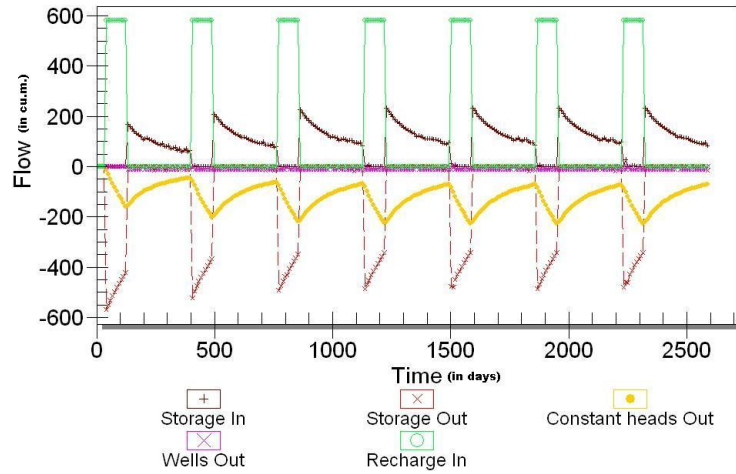 600
400
200
0
-200
-400
-600
Flow (in cu.m.)
0 500 1000 1500 2000 2500
Time (in days)
Storage In Storage Out Constant heads Out
Wells Out Recharge In